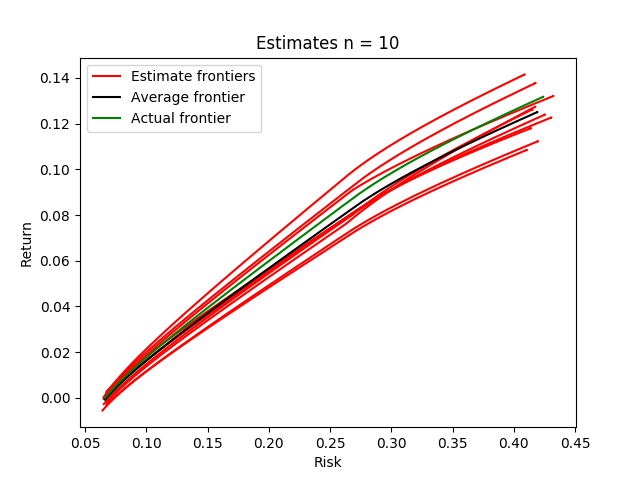 Estimates n = 10
Estimate frontiers
Average frontier
Actual frontier
Return
0.14
0.12
0.10
0.08
0.06
0.04
0.02
0.00
0.05 0.10 0.15 0.20 0.25 0.30 0.35 0.40 0.45
Risk